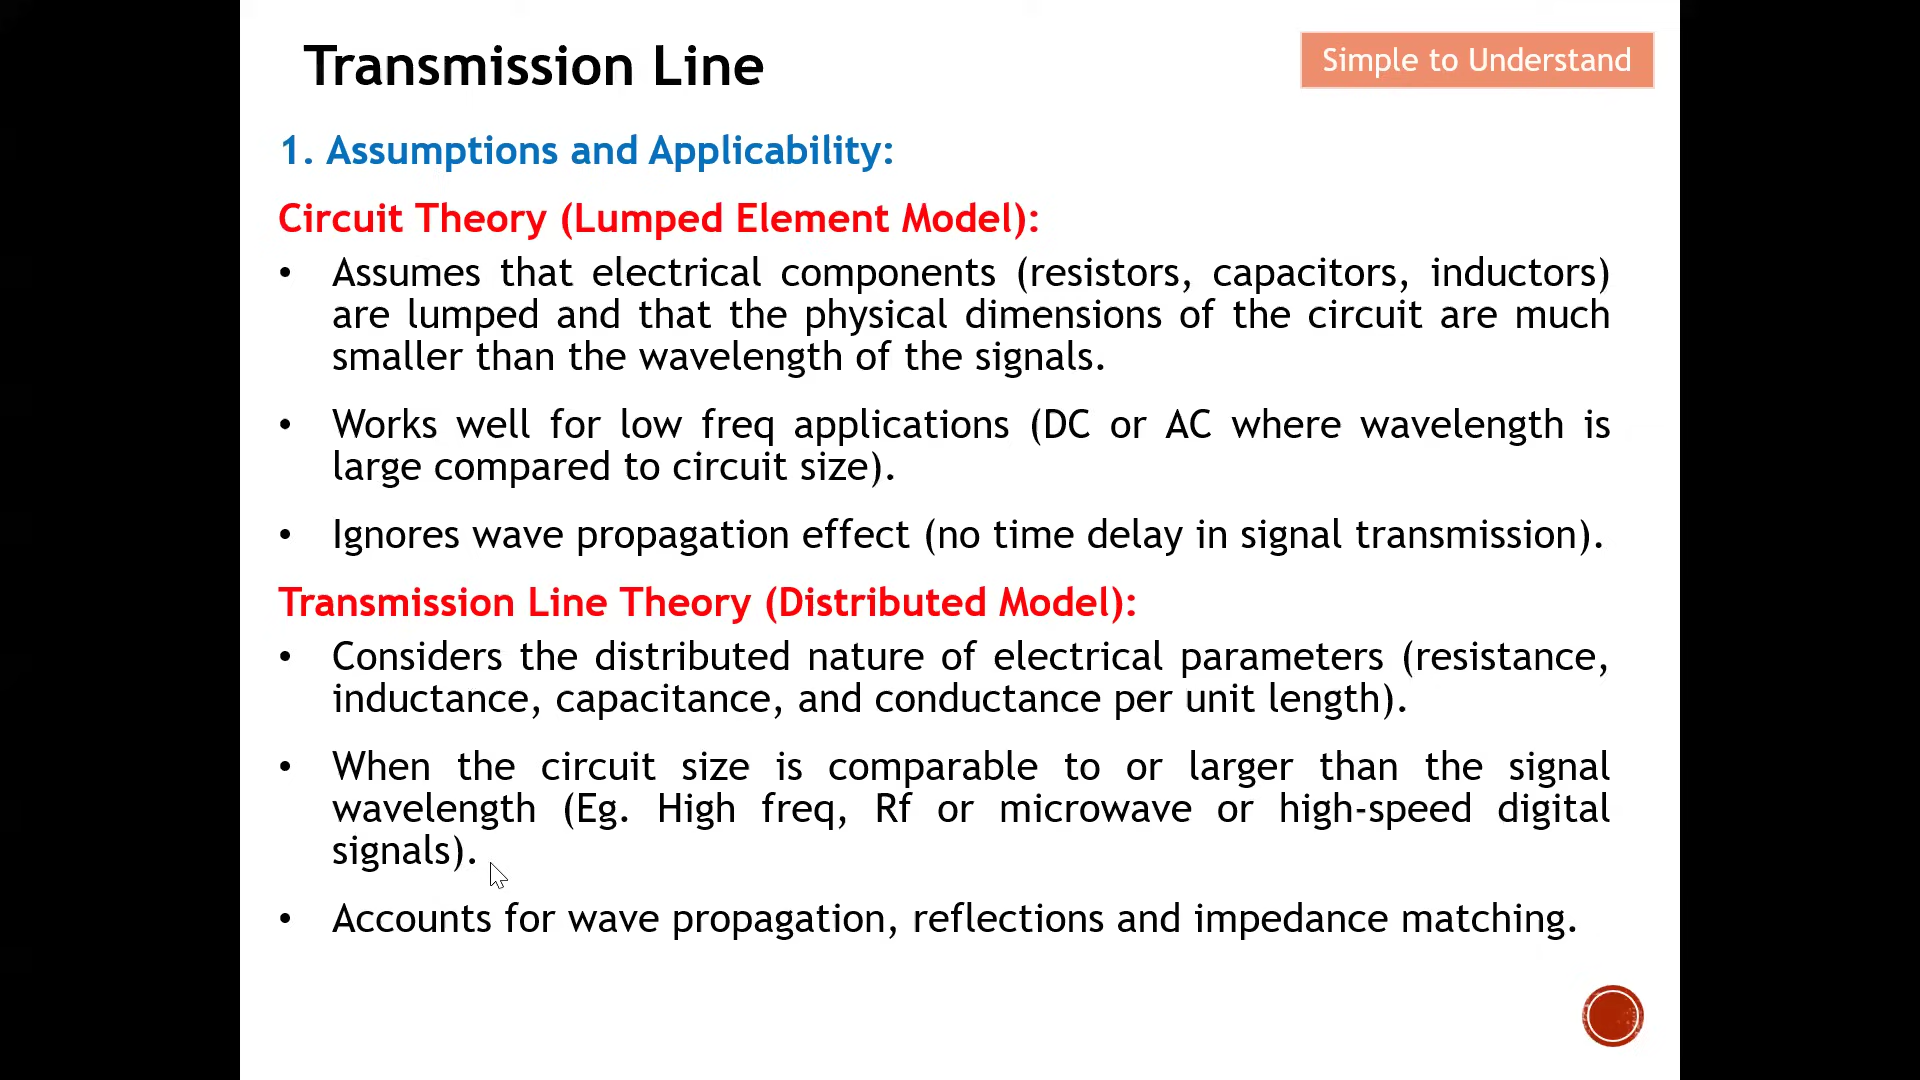 Transmission Line
Simple to Understand
1. Assumptions and Applicability:
Circuit Theory (Lumped Element Model):
• Assumes that electrical components (resistors, capacitors, inductors)
are lumped and that the physical dimensions of the circuit are much
smaller than the wavelength of the signals.
• Works well for low freq applications (DC or AC where wavelength is
large compared to circuit size).
• Ignores wave propagation effect (no time delay in signal transmission).
Transmission Line Theory (Distributed Model):
• Considers the distributed nature of electrical parameters (resistance,
inductance, capacitance, and conductance per unit length).
• When the circuit size is comparable to or larger than the signal
wavelength (Eg. High freq, Rf or microwave or high-speed digital
signals).
• Accounts for wave propagation, reflections and impedance matching.